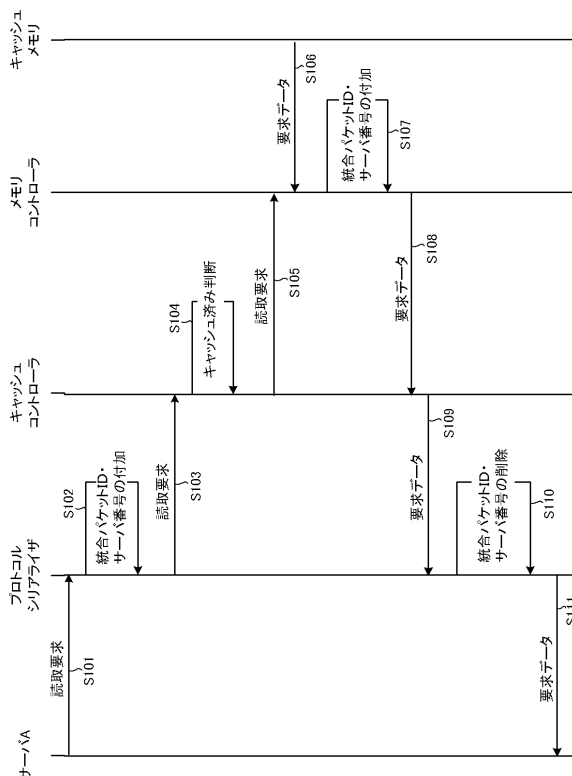 サーバA
プロトコル
シリアライザ
キャッシュ
コントローラ
メモリ
コントローラ
キャッシュ
メモリ
読取要求
S101
S102
統合パケットID・
サーバ番号の付加
読取要求
S103
S104
キャッシュ済み判断
読取要求
S105
要求データ
S106
統合パケットID・
サーバ番号の付加
S107
要求データ
S108
要求データ
S109
統合パケットID・
サーバ番号の削除
S110
要求データ
S111